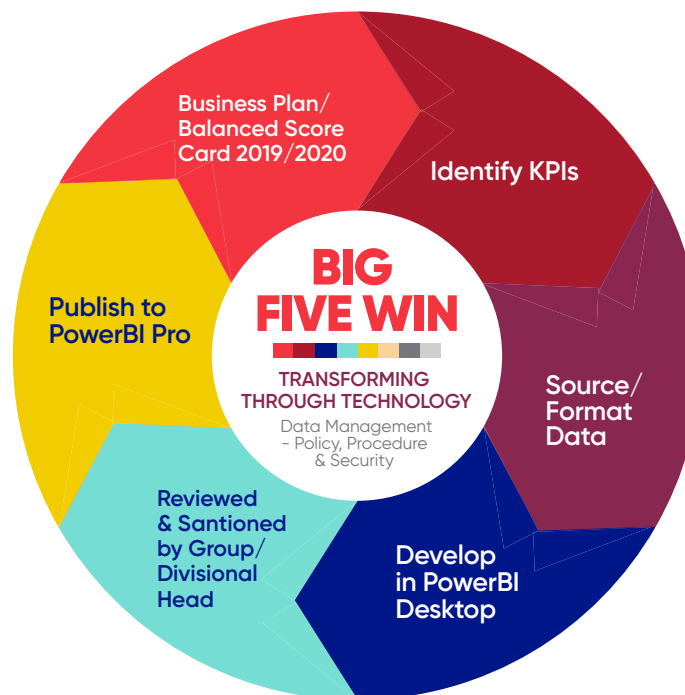 Business Plan/
Balanced Score
Card 2019/2020
Identify KPIs
Source/
Format
Data
Develop
in PowerBI
Desktop
Reviewed
& Santioned
by Group/
Divisional
Head
Publish to
PowerBI Pro
BIG
FIVE WIN
TRANSFORMING
THROUGH TECHNOLOGY
Data Management
- Policy, Procedure
& Security